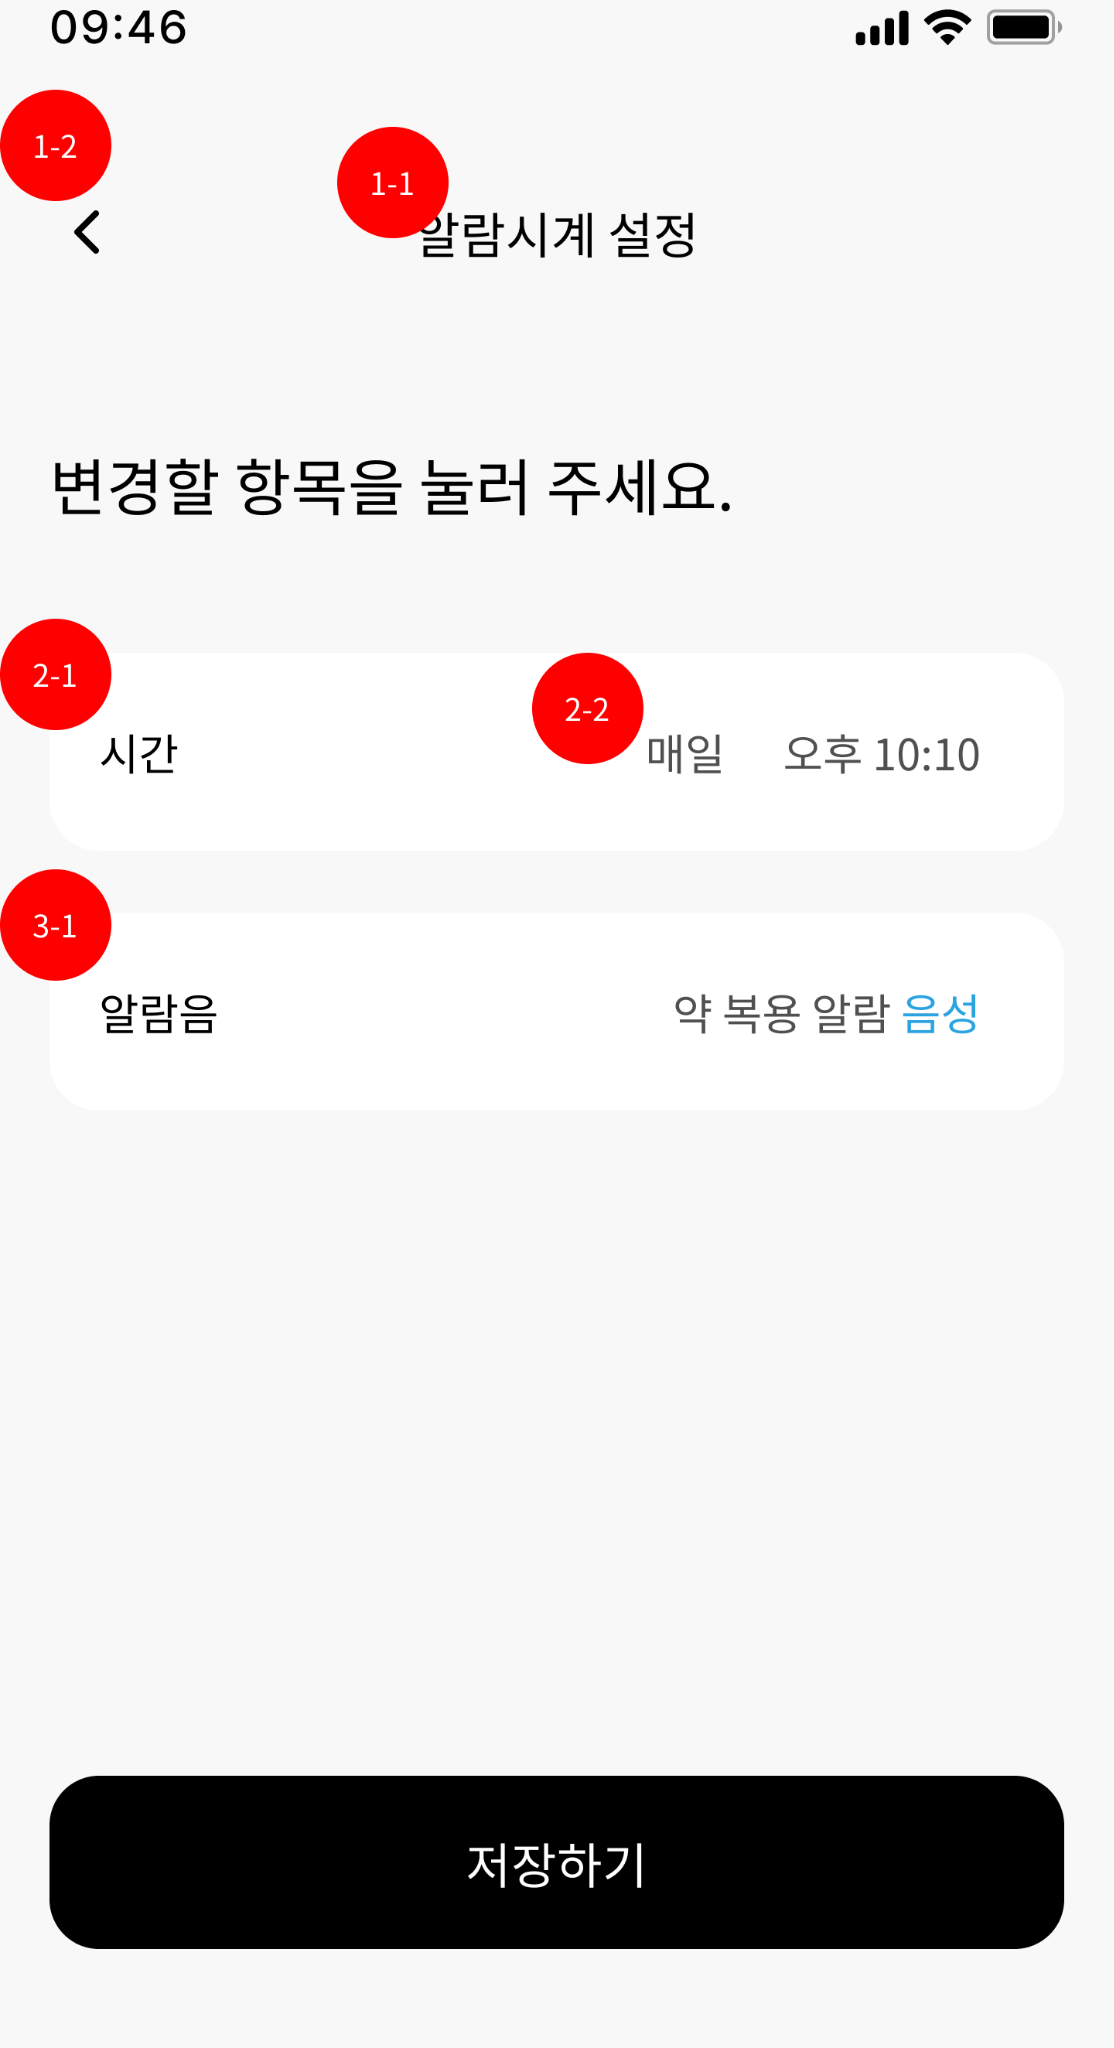 09:46
1-2
1-1
알람시계 설정
변경할 항목을 눌러 주세요.
2-1
2-2
시간 매일 오후 10:10
3-1
알람음 약 복용 알람 음성
저장하기